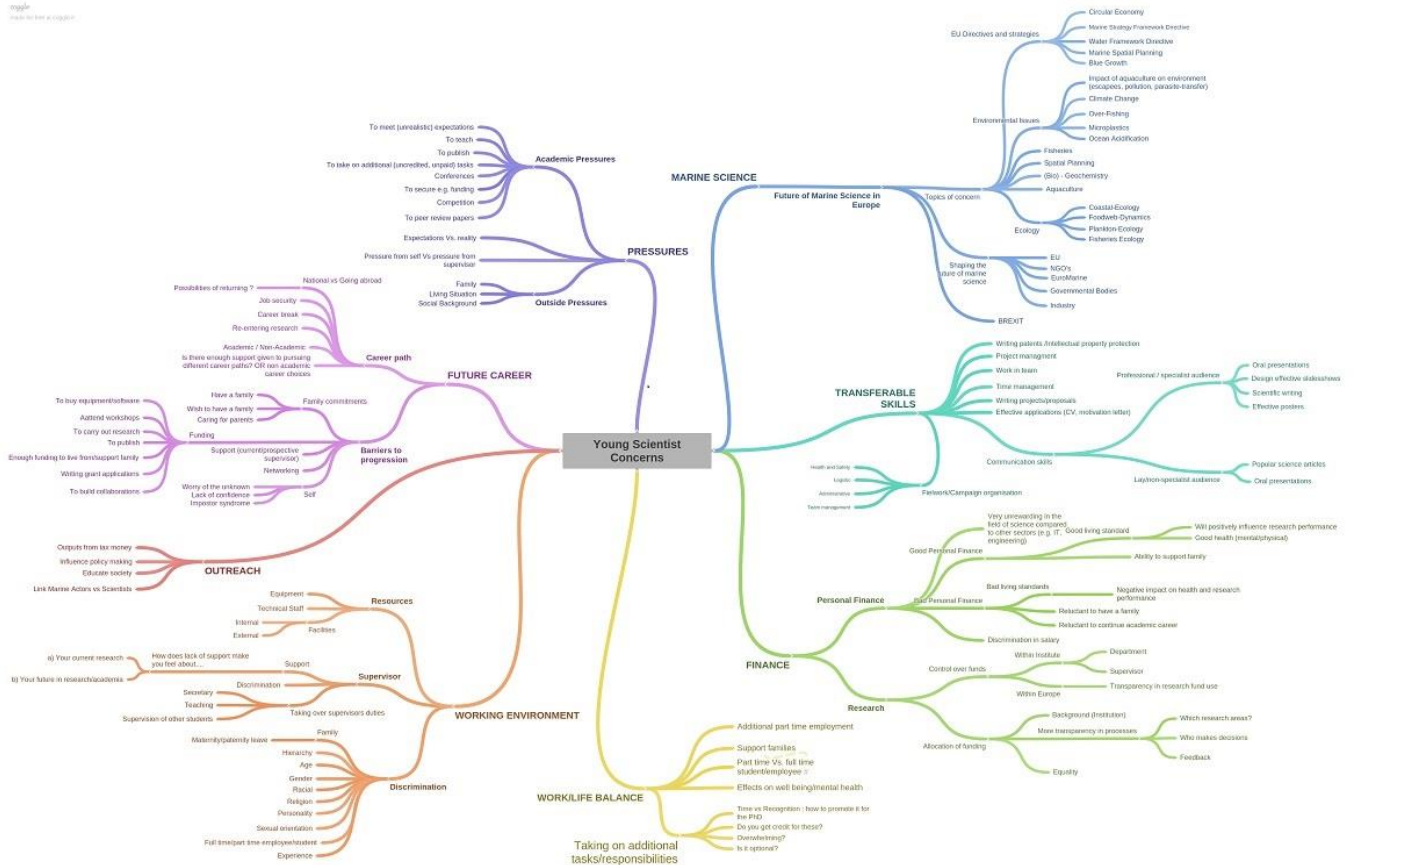 coggle
made for free at coggle.it
Young Scientist
Concerns
MARINE SCIENCE
Future of Marine Science in
Europe
Topics of concern
EU Directives and strategies
Circular Economy
Marine Strategy Framework Directive
Water Framework Directive
Marine Spatial Planning
Blue Growth
Environmental Issues
Impact of aquaculture on environment
(escapees, pollution, parasite-transfer)
Climate Change
Over-Fishing
Microplastics
Ocean Acidification
Fisheries
Spatial Planning
(Bio) - Geochemistry
Aquaculture
Ecology
Coastal-Ecology
Foodweb-Dynamics
Plankton-Ecology
Fisheries Ecology
Shaping the
future of marine
science
EU
NGO's
EuroMarine
Governmental Bodies
Industry
BREXIT
TRANSFERABLE
SKILLS
Writing patents /Intellectual property protection
Project managment
Work in team
Time management
Writing projects/proposals
Effective applications (CV, motivation letter)
Communication skills
Professional / specialist audience
Oral presentations
Design effective slideshows
Scientific writing
Effective posters
Lay/non-specialist audience
Popular science articles
Oral presentations
Fielwork/Campaign organisation
Health and Safety
Logistic
Administrative
Team management
FINANCE
Personal Finance
Good Personal Finance
Very unrewarding in the
field of science compared
to other sectors (e.g. IT,
engineering)
Good living standard
Will positively influence research performance
Good health (mental/physical)
Ability to support family
Bad Personal Finance
Bad living standards
Negative impact on health and research
performance
Reluctant to have a family
Reluctant to continue academic career
Discrimination in salary
Research
Control over funds
Within Institute
Department
Supervisor
Within Europe
Transparency in research fund use
Allocation of funding
Background (Institution)
More transparency in processes
Which research areas?
Who makes decisions
Feedback
Equality
PRESSURES
Academic Pressures
To meet (unrealistic) expectations
To teach
To publish
To take on additional (uncredited, unpaid) tasks
Conferences
To secure e.g. funding
Competition
To peer review papers
Expectations Vs. reality
Pressure from self Vs pressure from
supervisor
Outside Pressures
Family
Living Situation
Social Background
FUTURE CAREER
Career path
National vs Going abroad
Possibilities of returning ?
Job security
Career break
Re-entering research
Academic / Non-Academic
Is there enough support given to pursuing
different career paths? OR non academic
career choices
Barriers to
progression
Family commitments
Have a family
Wish to have a family
Caring for parents
Funding
To buy equipment/software
Aattend workshops
To carry out research
To publish
Enough funding to live from/support family
Writing grant applications
To build collaborations
Support (current/prospective
supervisor)
Networking
Self
Worry of the unknown
Lack of confidence
Impostor syndrome
OUTREACH
Outputs from tax money
Influence policy making
Educate society
Link Marine Actors vs Scientists
WORKING ENVIRONMENT
Resources
Equipment
Technical Staff
Facilities
Internal
External
Supervisor
Support
How does lack of support make
you feel about....
a) Your current research
b) Your future in research/academia
Discrimination
Taking over supervisors duties
Secretary
Teaching
Supervision of other students
Discrimination
Family
Maternity/paternity leave
Hierarchy
Age
Gender
Racial
Religion
Personality
Sexual orientation
Full time/part time employee/student
Experience
WORK/LIFE BALANCE
Additional part time employment
Support families
Part time Vs. full time
student/employee
Effects on well being/mental health
Taking on additional
tasks/responsibilities
Time vs Recognition : how to promote it for
the PhD
Do you get credit for these?
Overwhelming?
Is it optional?